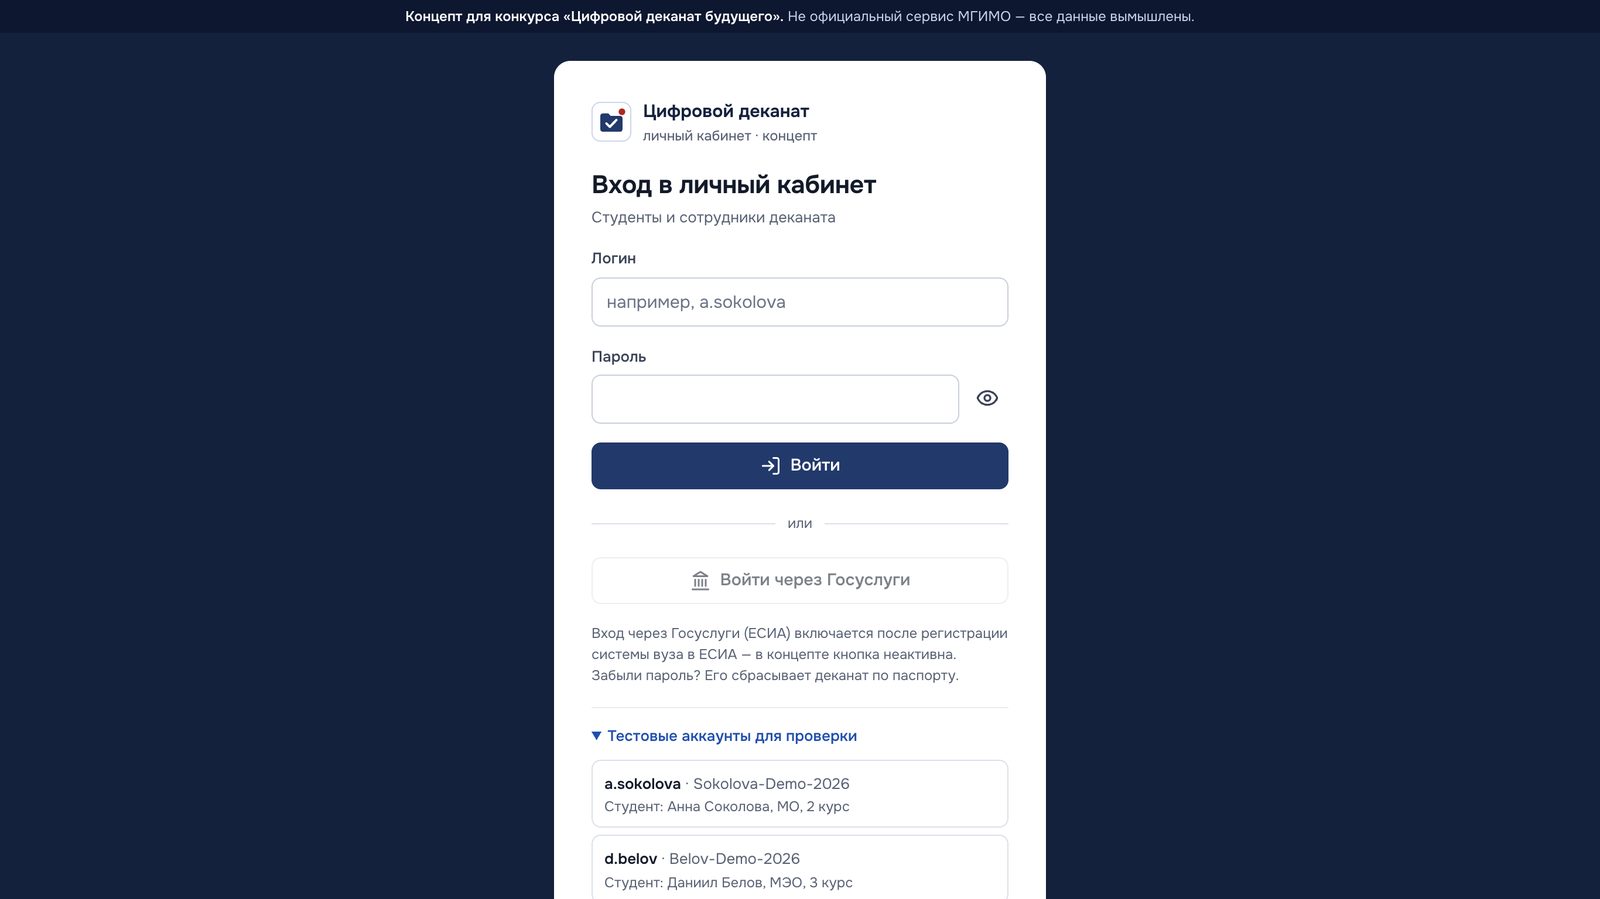 Концепт для конкурса «Цифровой деканат будущего». Не официальный сервис МГИМО — все данные вымышлены.
Цифровой деканат
личный кабинет · концепт
Вход в личный кабинет
Студенты и сотрудники деканата
Логин
например, a.sokolova
Пароль
Войти
или
Войти через Госуслуги
Вход через Госуслуги (ЕСИА) включается после регистрации
системы вуза в ЕСИА — в концепте кнопка неактивна.
Забыли пароль? Его сбрасывает деканат по паспорту.
Тестовые аккаунты для проверки
a.sokolova · Sokolova-Demo-2026
Студент: Анна Соколова, МО, 2 курс
d.belov · Belov-Demo-2026
Студент: Даниил Белов, МЭО, 3 курс